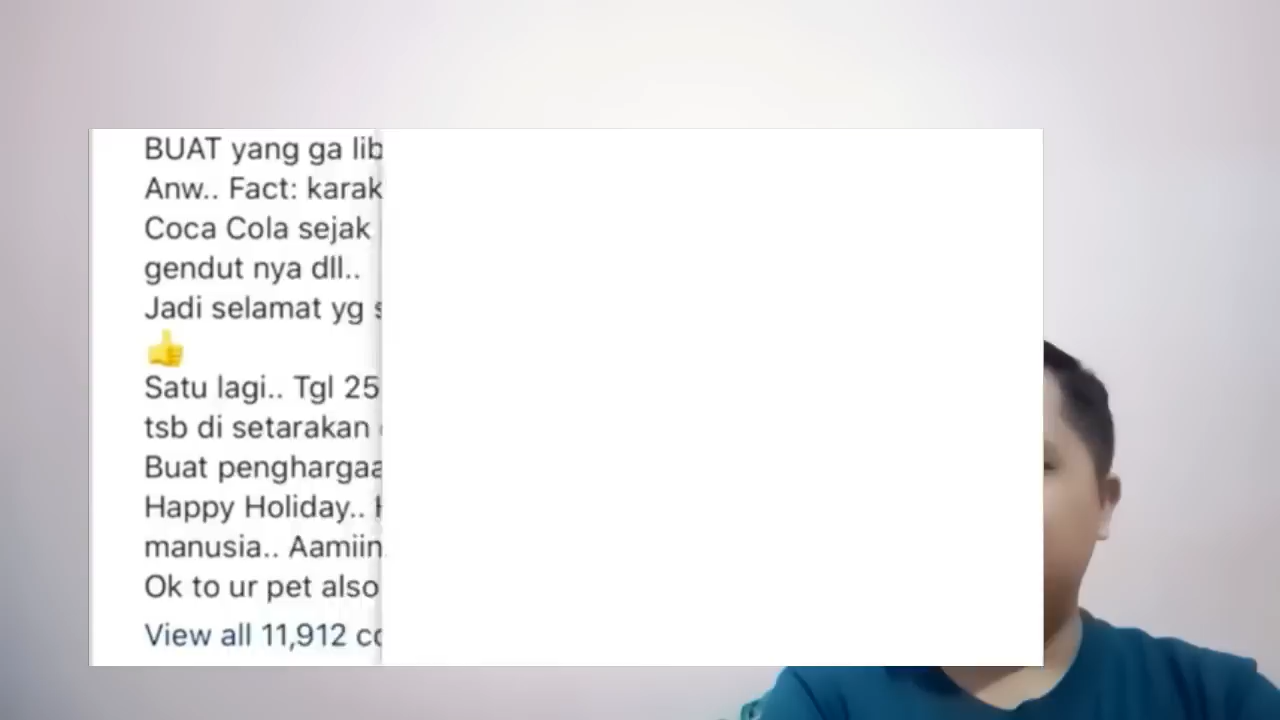 BUAT yang ga lib
Anw.. Fact: karak
Coca Cola sejak
gendut nya dll..
Jadi selamat yg s
👍
Satu lagi.. Tgl 25
tsb di setarakan
Buat penghargaa
Happy Holiday.. H
manusia.. Aamiin
Ok to ur pet also
View all 11,912 co